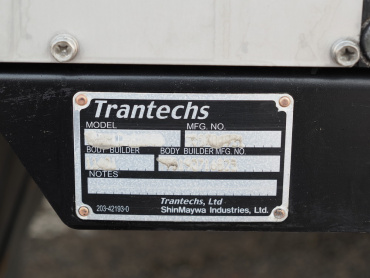 Trantechs
MODEL MFG. NO.
BODY BUILDER BODY BUILDER MFG. NO.
NOTES
Trantechs, Ltd
ShinMaywa Industries, Ltd.
203-42193-0